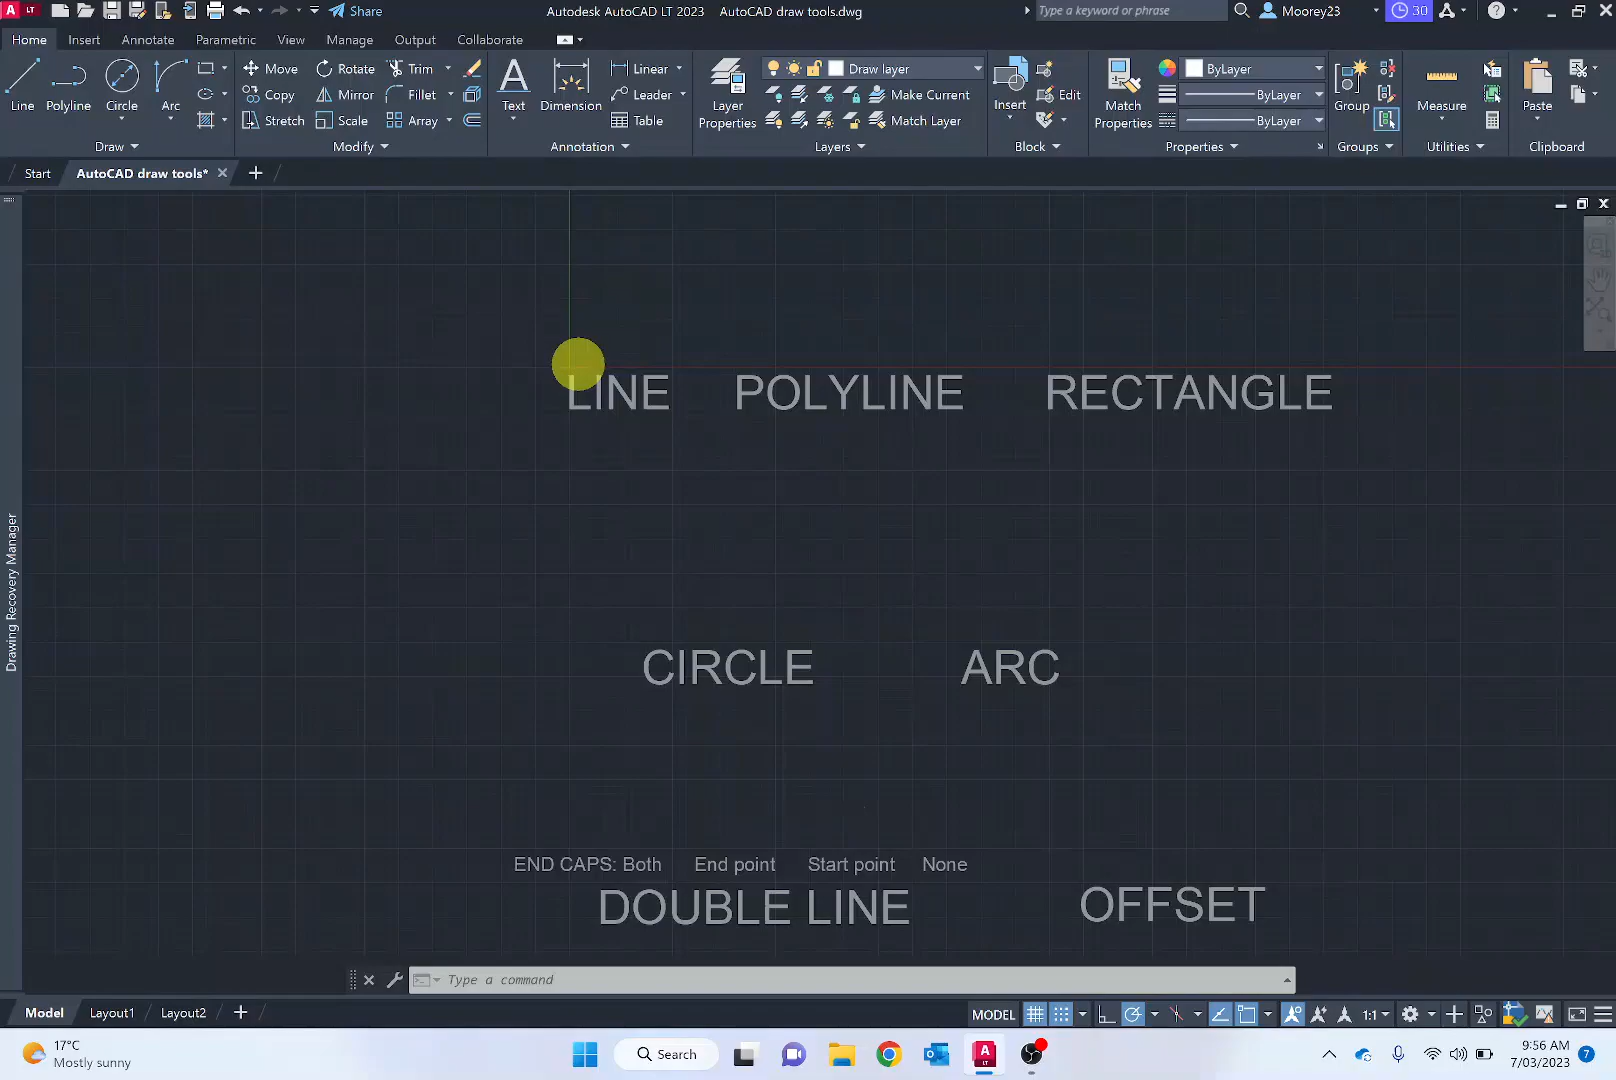 A LT Share Autodesk AutoCAD LT 2023 AutoCAD draw tools.dwg Type a keyword or phrase Moorey23 30 ?
Home Insert Annotate Parametric View Manage Output Collaborate
Line Polyline Circle Arc Move Rotate Trim A Text Dimension Linear Layer Properties Draw layer Insert Match Properties ByLayer Group Measure Paste
Copy Mirror Fillet Leader Make Current Edit ByLayer
Stretch Scale Array Table Match Layer ByLayer
Draw Modify Annotation Layers Block Properties Groups Utilities Clipboard
Start AutoCAD draw tools*
LINE POLYLINE RECTANGLE
CIRCLE ARC
END CAPS: Both End point Start point None
DOUBLE LINE OFFSET
Drawing Recovery Manager
Type a command
Model Layout1 Layout2 MODEL 1:1
17°C
Mostly sunny
Search
A LT
9:56 AM
7/03/2023
7